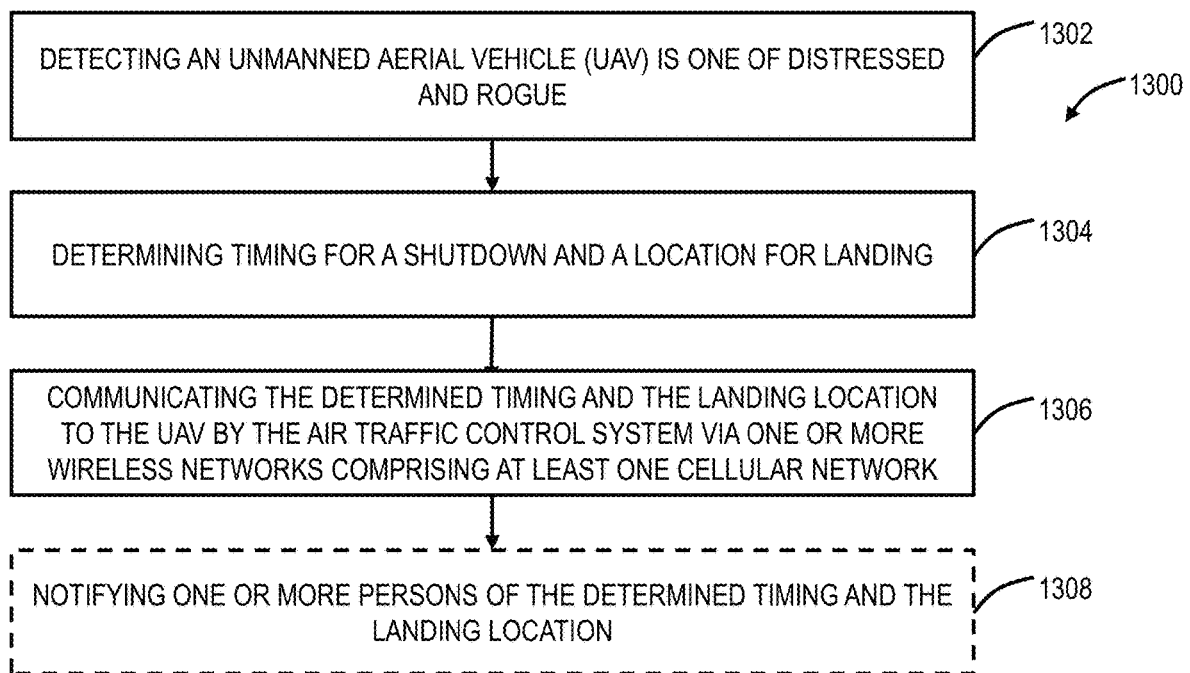 DETECTING AN UNMANNED AERIAL VEHICLE (UAV) IS ONE OF DISTRESSED
AND ROGUE
1302
1300
DETERMINING TIMING FOR A SHUTDOWN AND A LOCATION FOR LANDING
1304
COMMUNICATING THE DETERMINED TIMING AND THE LANDING LOCATION
TO THE UAV BY THE AIR TRAFFIC CONTROL SYSTEM VIA ONE OR MORE
WIRELESS NETWORKS COMPRISING AT LEAST ONE CELLULAR NETWORK
1306
NOTIFYING ONE OR MORE PERSONS OF THE DETERMINED TIMING AND THE
LANDING LOCATION
1308